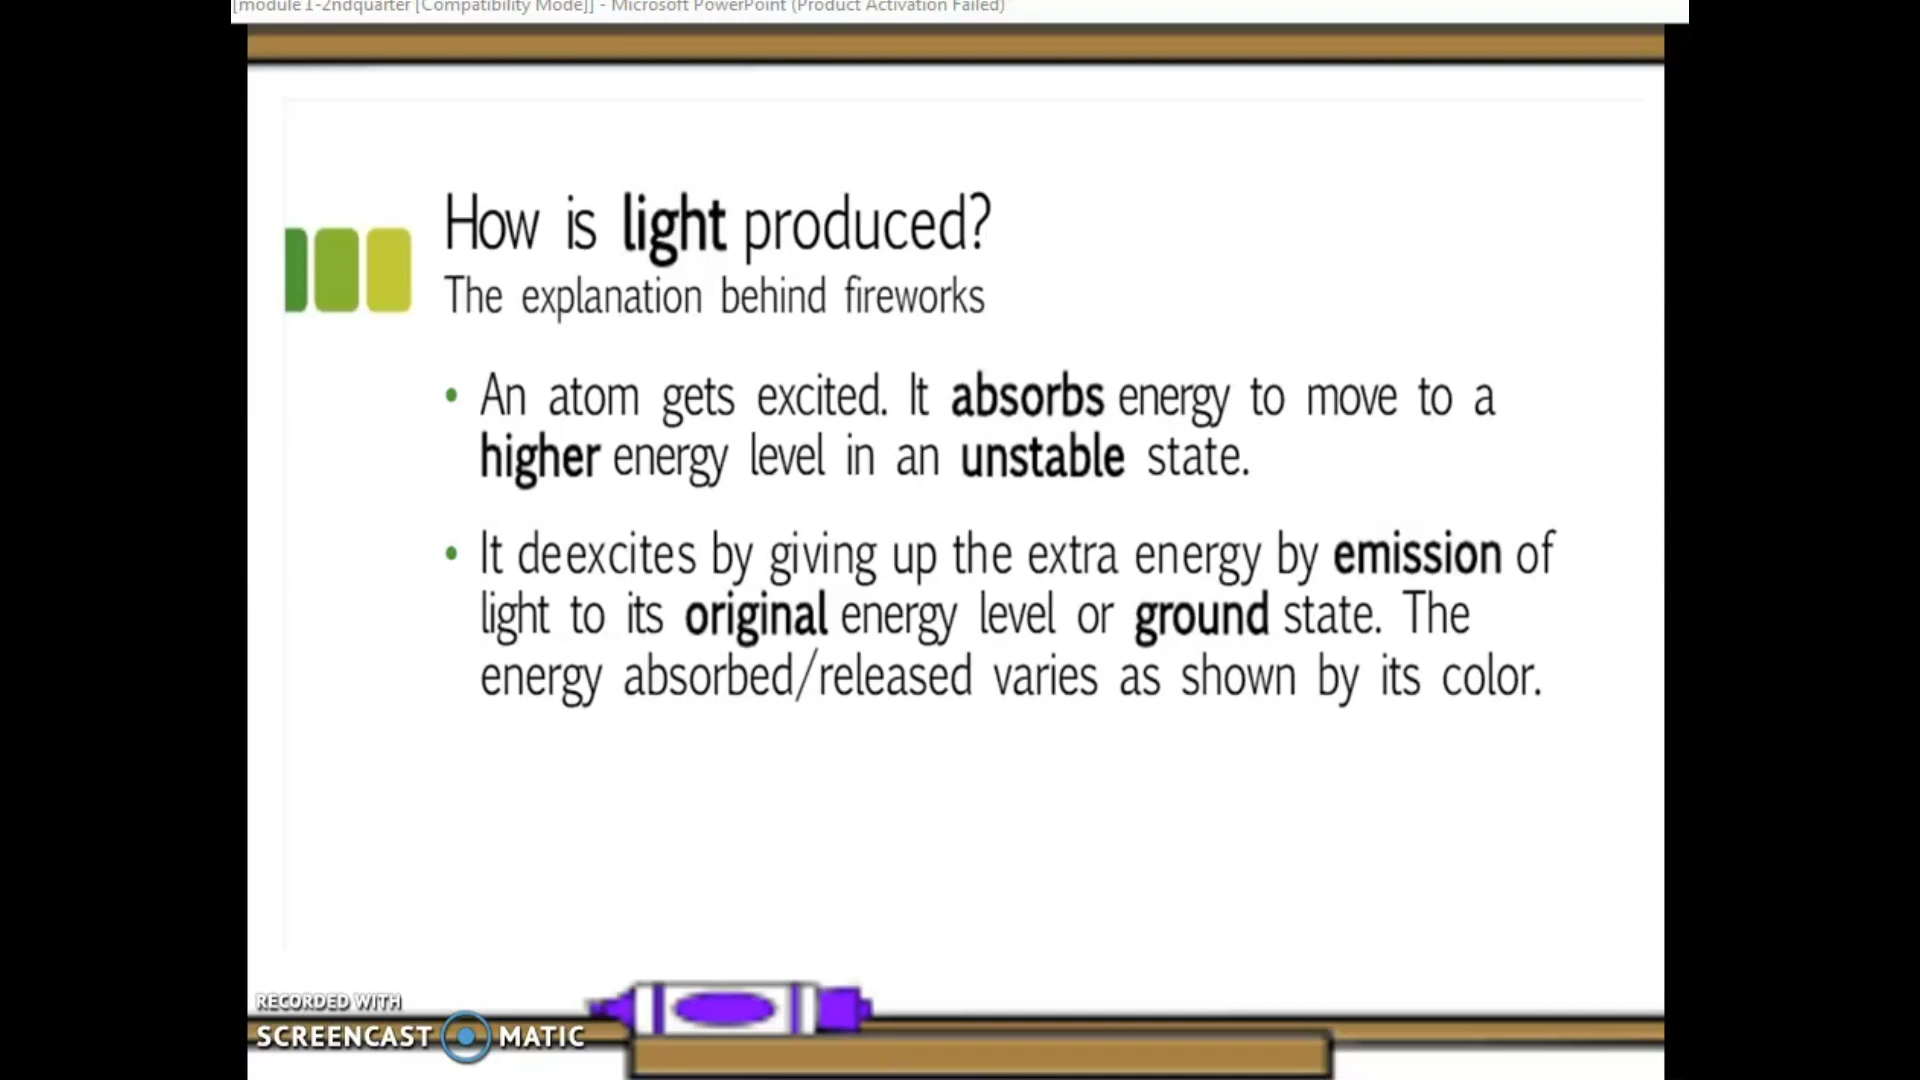 [module1-2ndquarter [Compatibility Mode]] - Microsoft PowerPoint (Product Activation Failed)
How is light produced?
The explanation behind fireworks
• An atom gets excited. It absorbs energy to move to a
higher energy level in an unstable state.
• It deexcites by giving up the extra energy by emission of
light to its original energy level or ground state. The
energy absorbed/released varies as shown by its color.
RECORDED WITH
SCREENCAST MATIC